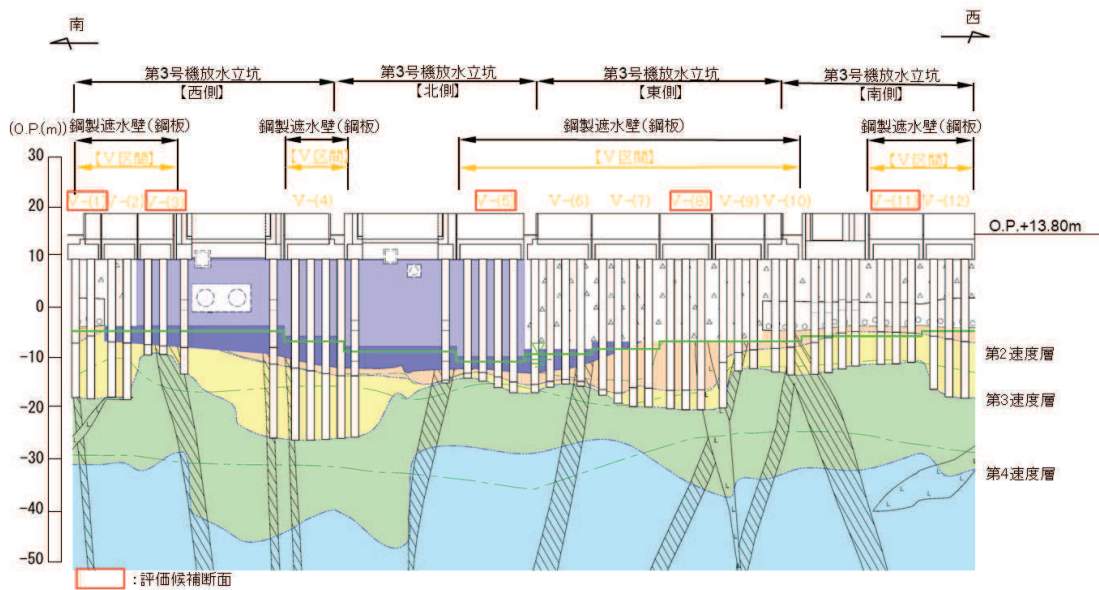 南
西
第3号機放水立坑
【西側】
第3号機放水立坑
【北側】
第3号機放水立坑
【東側】
第3号機放水立坑
【南側】
(O.P.(m))
鋼製遮水壁(鋼板)
鋼製遮水壁(鋼板)
鋼製遮水壁(鋼板)
鋼製遮水壁(鋼板)
【Ⅴ区間】
【Ⅴ区間】
【Ⅴ区間】
【Ⅴ区間】
Ⅴ-(1) Ⅴ-(2) Ⅴ-(3) Ⅴ-(4) Ⅴ-(5) Ⅴ-(6) Ⅴ-(7) Ⅴ-(8) Ⅴ-(9) Ⅴ-(10) Ⅴ-(11) Ⅴ-(12)
O.P.+13.80m
30
20
10
0
-10
-20
-30
-40
-50
第2速度層
第3速度層
第4速度層
L L L L L L L L L
:評価候補断面